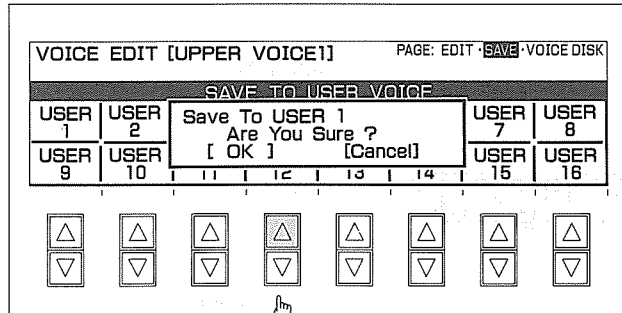 VOICE EDIT [UPPER VOICE1] PAGE: EDIT·SAVE·VOICE DISK
SAVE TO USER VOICE
USER 1 USER 2 USER 7 USER 8
Save To USER 1
Are You Sure ?
[ OK ] [Cancel]
USER 9 USER 10 11 12 13 14 USER 15 USER 16